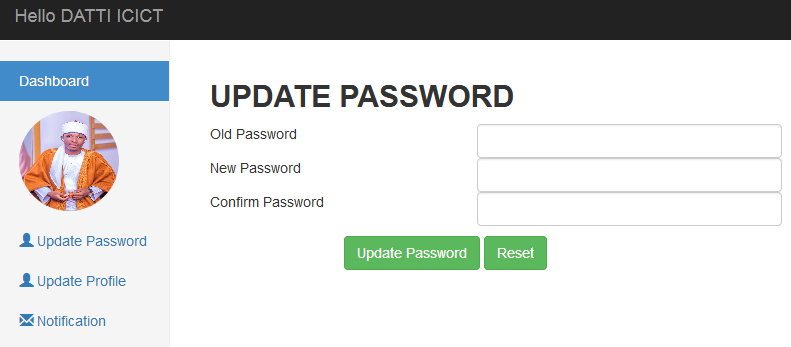 Hello DATTI ICICT
Dashboard
Update Password
Update Profile
Notification
UPDATE PASSWORD
Old Password
New Password
Confirm Password
Update Password Reset